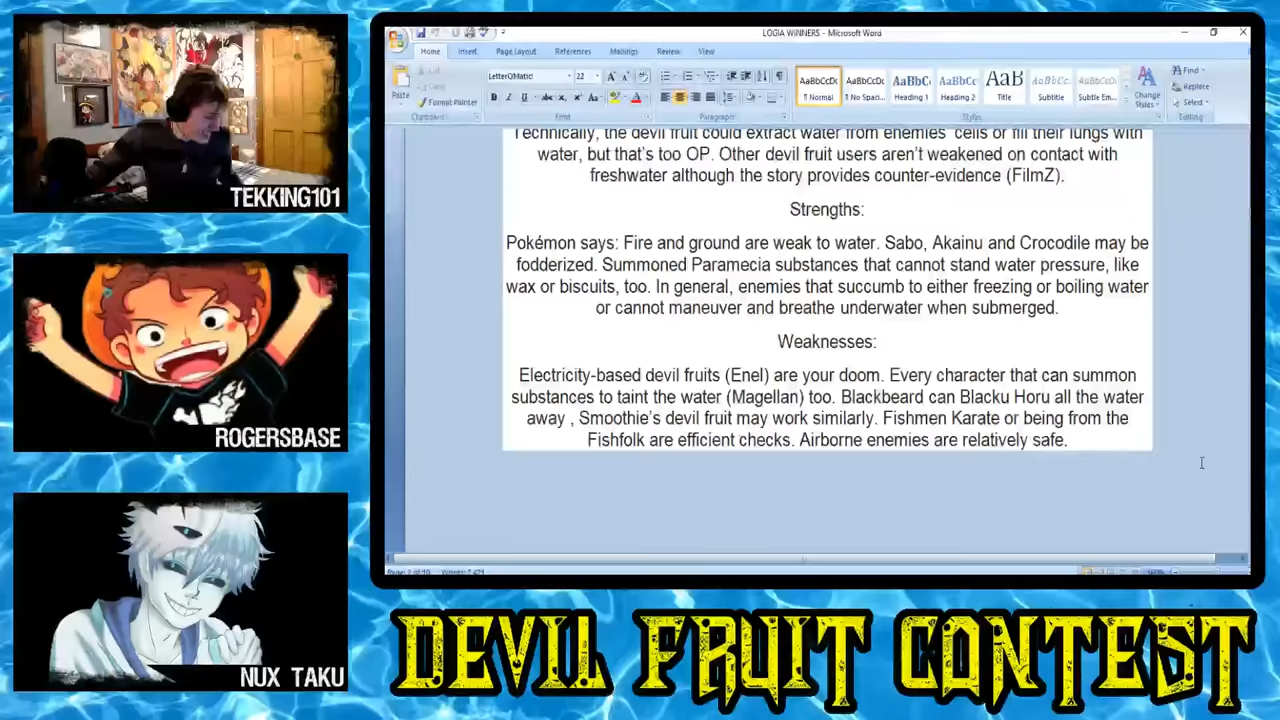 TEKKING101
ROGERSBASE
NUX TAKU
LOGIA WINNERS - Microsoft Word
Home Insert Page Layout References Mailings Review View
Paste
Cut
Copy
Format Painter
Clipboard
LetterOMatic! 22
Font
Paragraph
AaBbCcDc AaBbCcDc AaBbC AaBbCc AaB AaBbCc. AaBbCcDc
¶ Normal ¶ No Spaci... Heading 1 Heading 2 Title Subtitle Subtle Em...
Change Styles
Styles
Find
Replace
Select
Editing
Technically, the devil fruit could extract water from enemies' cells or fill their lungs with
water, but that's too OP. Other devil fruit users aren't weakened on contact with
freshwater although the story provides counter-evidence (FilmZ).
Strengths:
Pokémon says: Fire and ground are weak to water. Sabo, Akainu and Crocodile may be
fodderized. Summoned Paramecia substances that cannot stand water pressure, like
wax or biscuits, too. In general, enemies that succumb to either freezing or boiling water
or cannot maneuver and breathe underwater when submerged.
Weaknesses:
Electricity-based devil fruits (Enel) are your doom. Every character that can summon
substances to taint the water (Magellan) too. Blackbeard can Blacku Horu all the water
away , Smoothie's devil fruit may work similarly. Fishmen Karate or being from the
Fishfolk are efficient checks. Airborne enemies are relatively safe.
DEVIL FRUIT CONTEST